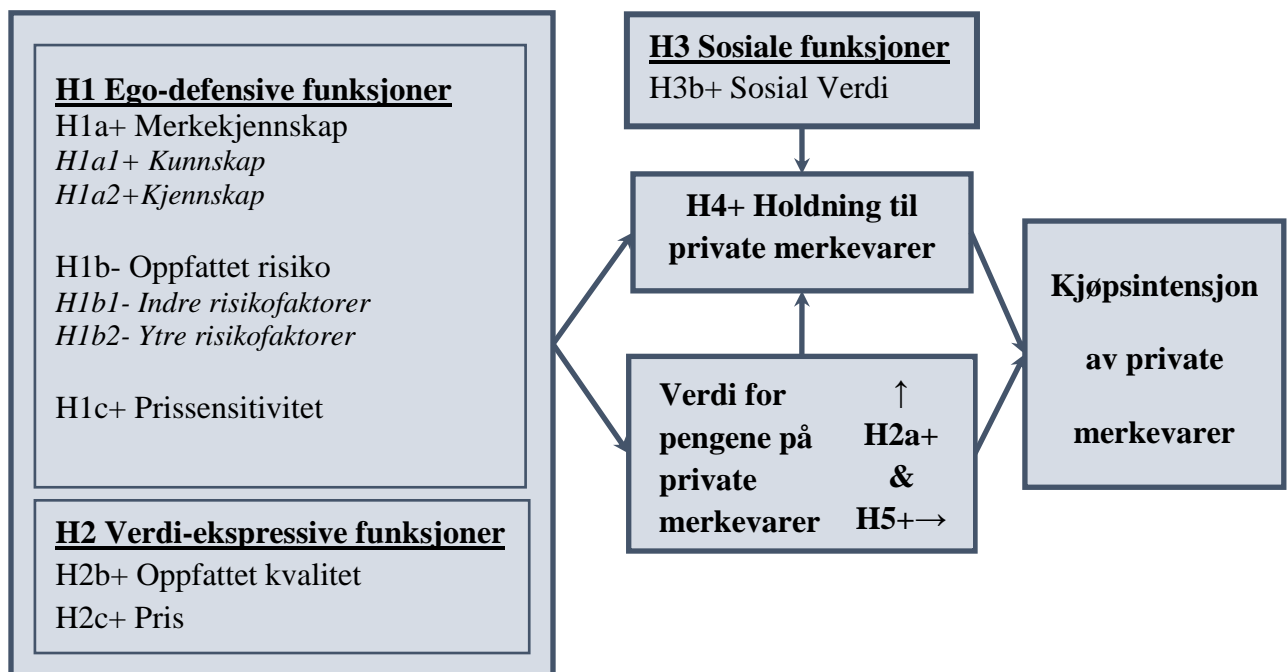 H1 Ego-defensive funksjoner
H1a+ Merkekjennskap
H1a1+ Kunnskap
H1a2+Kjennskap
H1b- Oppfattet risiko
H1b1- Indre risikofaktorer
H1b2- Ytre risikofaktorer
H1c+ Prissensitivitet
H2 Verdi-ekspressive funksjoner
H2b+ Oppfattet kvalitet
H2c+ Pris
H3 Sosiale funksjoner
H3b+ Sosial Verdi
H4+ Holdning til
private merkevarer
Verdi for
pengene på
private
merkevarer
↑
H2a+
&
H5+→
Kjøpsintensjon
av private
merkevarer